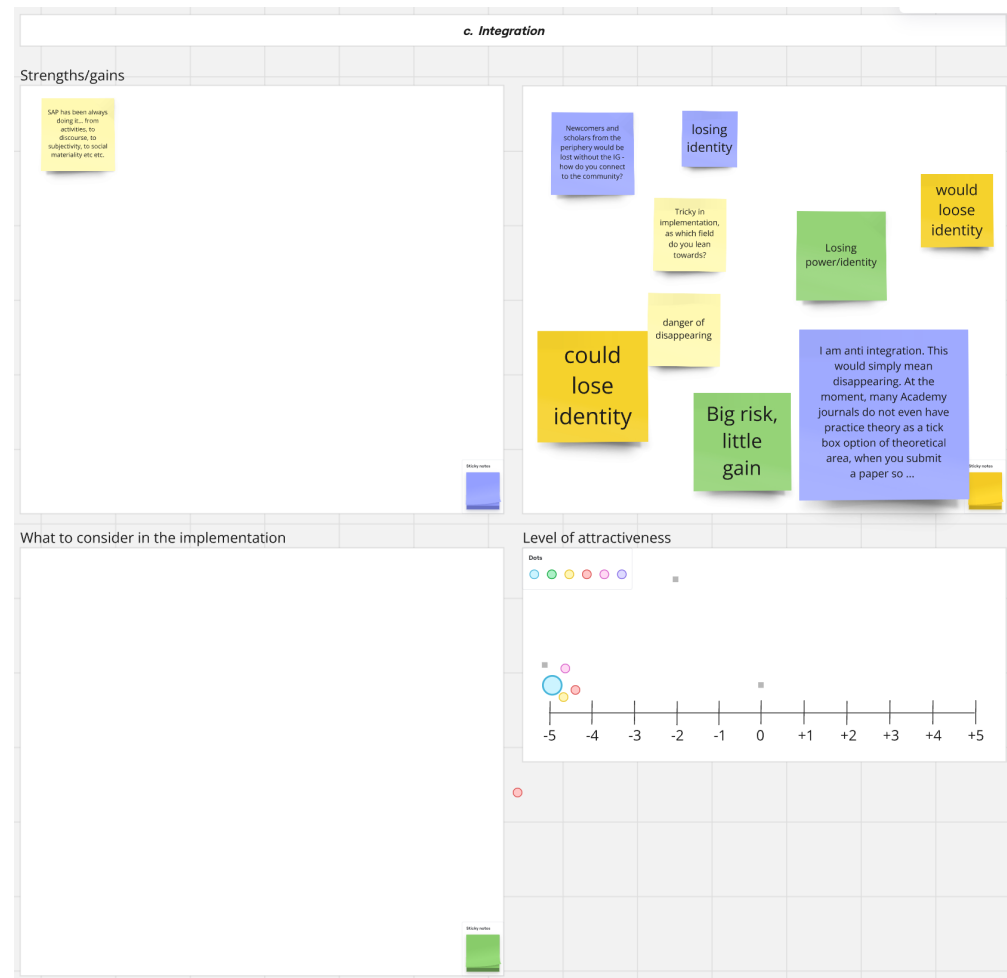 c. Integration
Strengths/gains
SAP has been always
doing it... from
activities, to
discourse, to
subjectivity, to social
materiality etc etc.
Sticky notes
Newcomers and
scholars from the
periphery would be
lost without the IG -
how do you connect
to the community?
losing
identity
would
loose
identity
Tricky in
implementation,
as which field
do you lean
towards?
Losing
power/identity
danger of
disappearing
could
lose
identity
Big risk,
little
gain
I am anti integration. This
would simply mean
disappearing. At the
moment, many Academy
journals do not even have
practice theory as a tick
box option of theoretical
area, when you submit
a paper so ...
Sticky notes
What to consider in the implementation
Sticky notes
Level of attractiveness
Dots
-5 -4 -3 -2 -1 0 +1 +2 +3 +4 +5